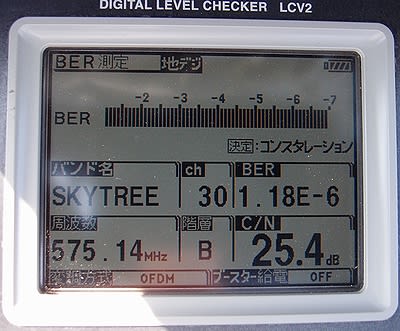 DIGITAL LEVEL CHECKER LCV2
BER測定 地デジ
-2 -3 -4 -5 -6 -7
BER
決定:コンスタレーション
バンド名 ch BER
SKYTREE 30 1.18E-6
周波数 階層 C/N
575.14MHz B 25.4dB
変調方式 OFDM ブースター給電 OFF